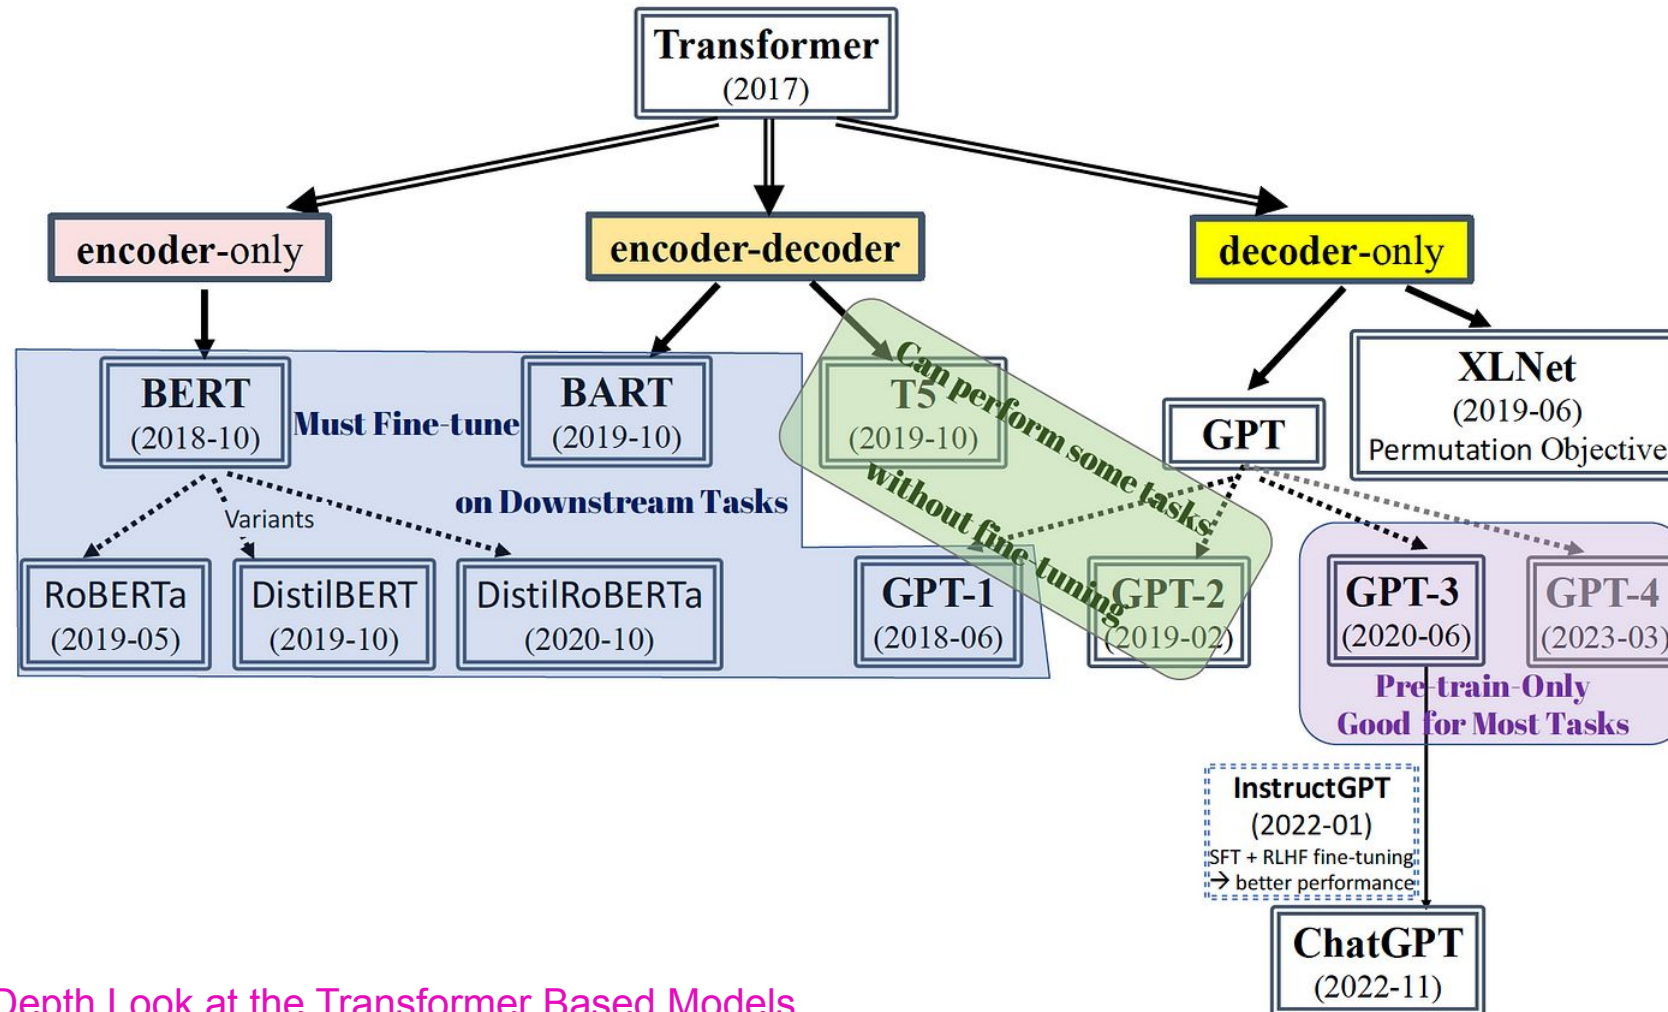 Transformer
(2017)
encoder-only
encoder-decoder
decoder-only
BERT
(2018-10)
Must Fine-tune
on Downstream Tasks
BART
(2019-10)
T5
(2019-10)
Can perform some tasks
without fine-tuning
GPT
XLNet
(2019-06)
Permutation Objective
Variants
RoBERTa
(2019-05)
DistilBERT
(2019-10)
DistilRoBERTa
(2020-10)
GPT-1
(2018-06)
GPT-2
(2019-02)
GPT-3
(2020-06)
GPT-4
(2023-03)
Pre-train-Only
Good for Most Tasks
InstructGPT
(2022-01)
SFT + RLHF fine-tuning
→ better performance
ChatGPT
(2022-11)
Depth Look at the Transformer Based Models